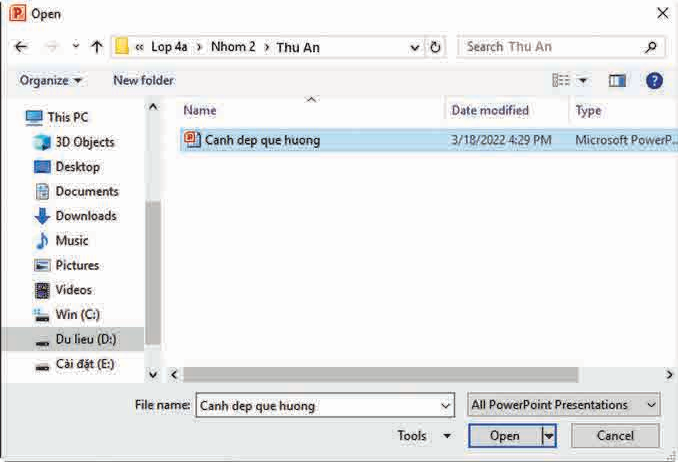 Open
« Lop 4a > Nhom 2 > Thu An
Search Thu An
Organize
New folder
Name
Date modified
Type
Canh dep que huong
3/18/2022 4:29 PM
Microsoft PowerP...
This PC
3D Objects
Desktop
Documents
Downloads
Music
Pictures
Videos
Win (C:)
Du lieu (D:)
Cài đặt (E:)
File name: Canh dep que huong
All PowerPoint Presentations
Tools
Open
Cancel